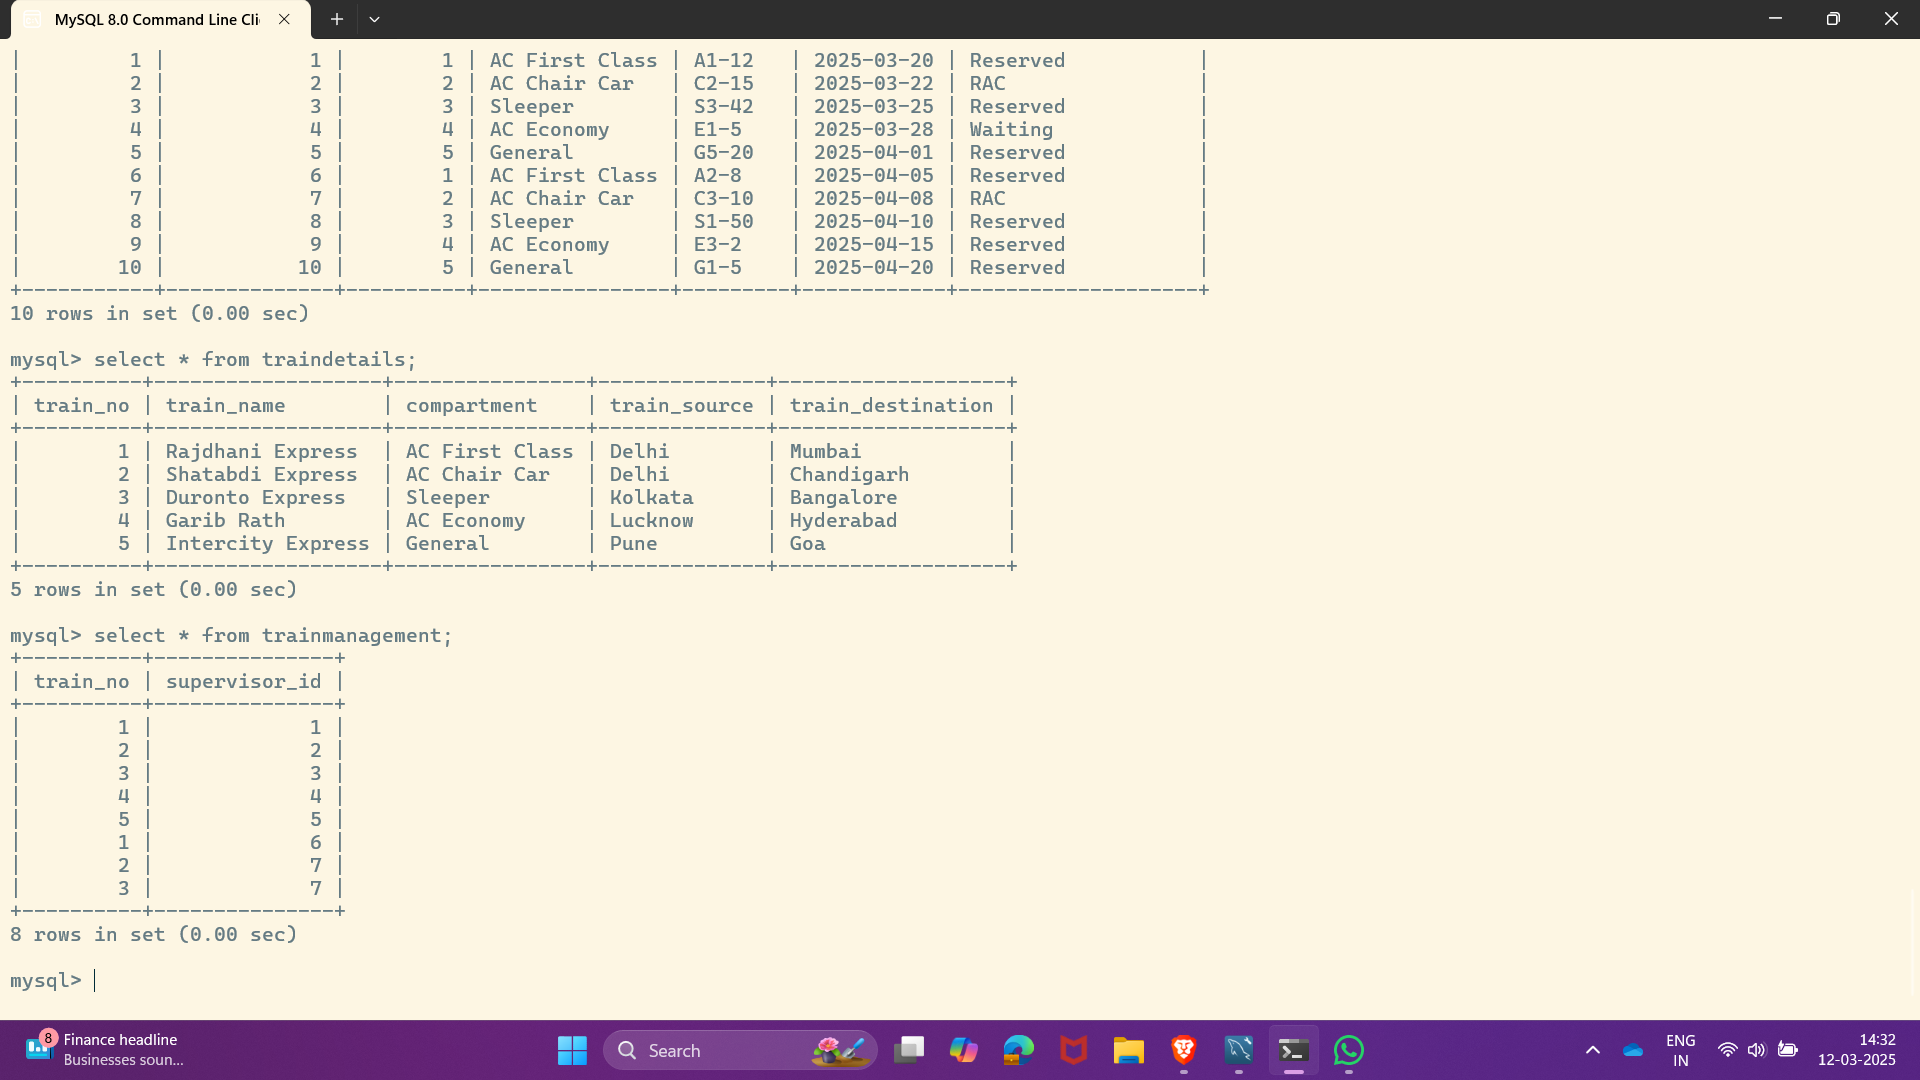 MySQL 8.0 Command Line Cli
| 1 | 1 | 1 | AC First Class | A1-12 | 2025-03-20 | Reserved |
| 2 | 2 | 2 | AC Chair Car | C2-15 | 2025-03-22 | RAC |
| 3 | 3 | 3 | Sleeper | S3-42 | 2025-03-25 | Reserved |
| 4 | 4 | 4 | AC Economy | E1-5 | 2025-03-28 | Waiting |
| 5 | 5 | 5 | General | G5-20 | 2025-04-01 | Reserved |
| 6 | 6 | 1 | AC First Class | A2-8 | 2025-04-05 | Reserved |
| 7 | 7 | 2 | AC Chair Car | C3-10 | 2025-04-08 | RAC |
| 8 | 8 | 3 | Sleeper | S1-50 | 2025-04-10 | Reserved |
| 9 | 9 | 4 | AC Economy | E3-2 | 2025-04-15 | Reserved |
| 10 | 10 | 5 | General | G1-5 | 2025-04-20 | Reserved |
10 rows in set (0.00 sec)
mysql> select * from traindetails;
| train_no | train_name | compartment | train_source | train_destination |
| 1 | Rajdhani Express | AC First Class | Delhi | Mumbai |
| 2 | Shatabdi Express | AC Chair Car | Delhi | Chandigarh |
| 3 | Duronto Express | Sleeper | Kolkata | Bangalore |
| 4 | Garib Rath | AC Economy | Lucknow | Hyderabad |
| 5 | Intercity Express | General | Pune | Goa |
5 rows in set (0.00 sec)
mysql> select * from trainmanagement;
| train_no | supervisor_id |
| 1 | 1 |
| 2 | 2 |
| 3 | 3 |
| 4 | 4 |
| 5 | 5 |
| 1 | 6 |
| 2 | 7 |
| 3 | 7 |
8 rows in set (0.00 sec)
mysql>
8
Finance headline
Businesses soun...
Search
ENG
IN
14:32
12-03-2025